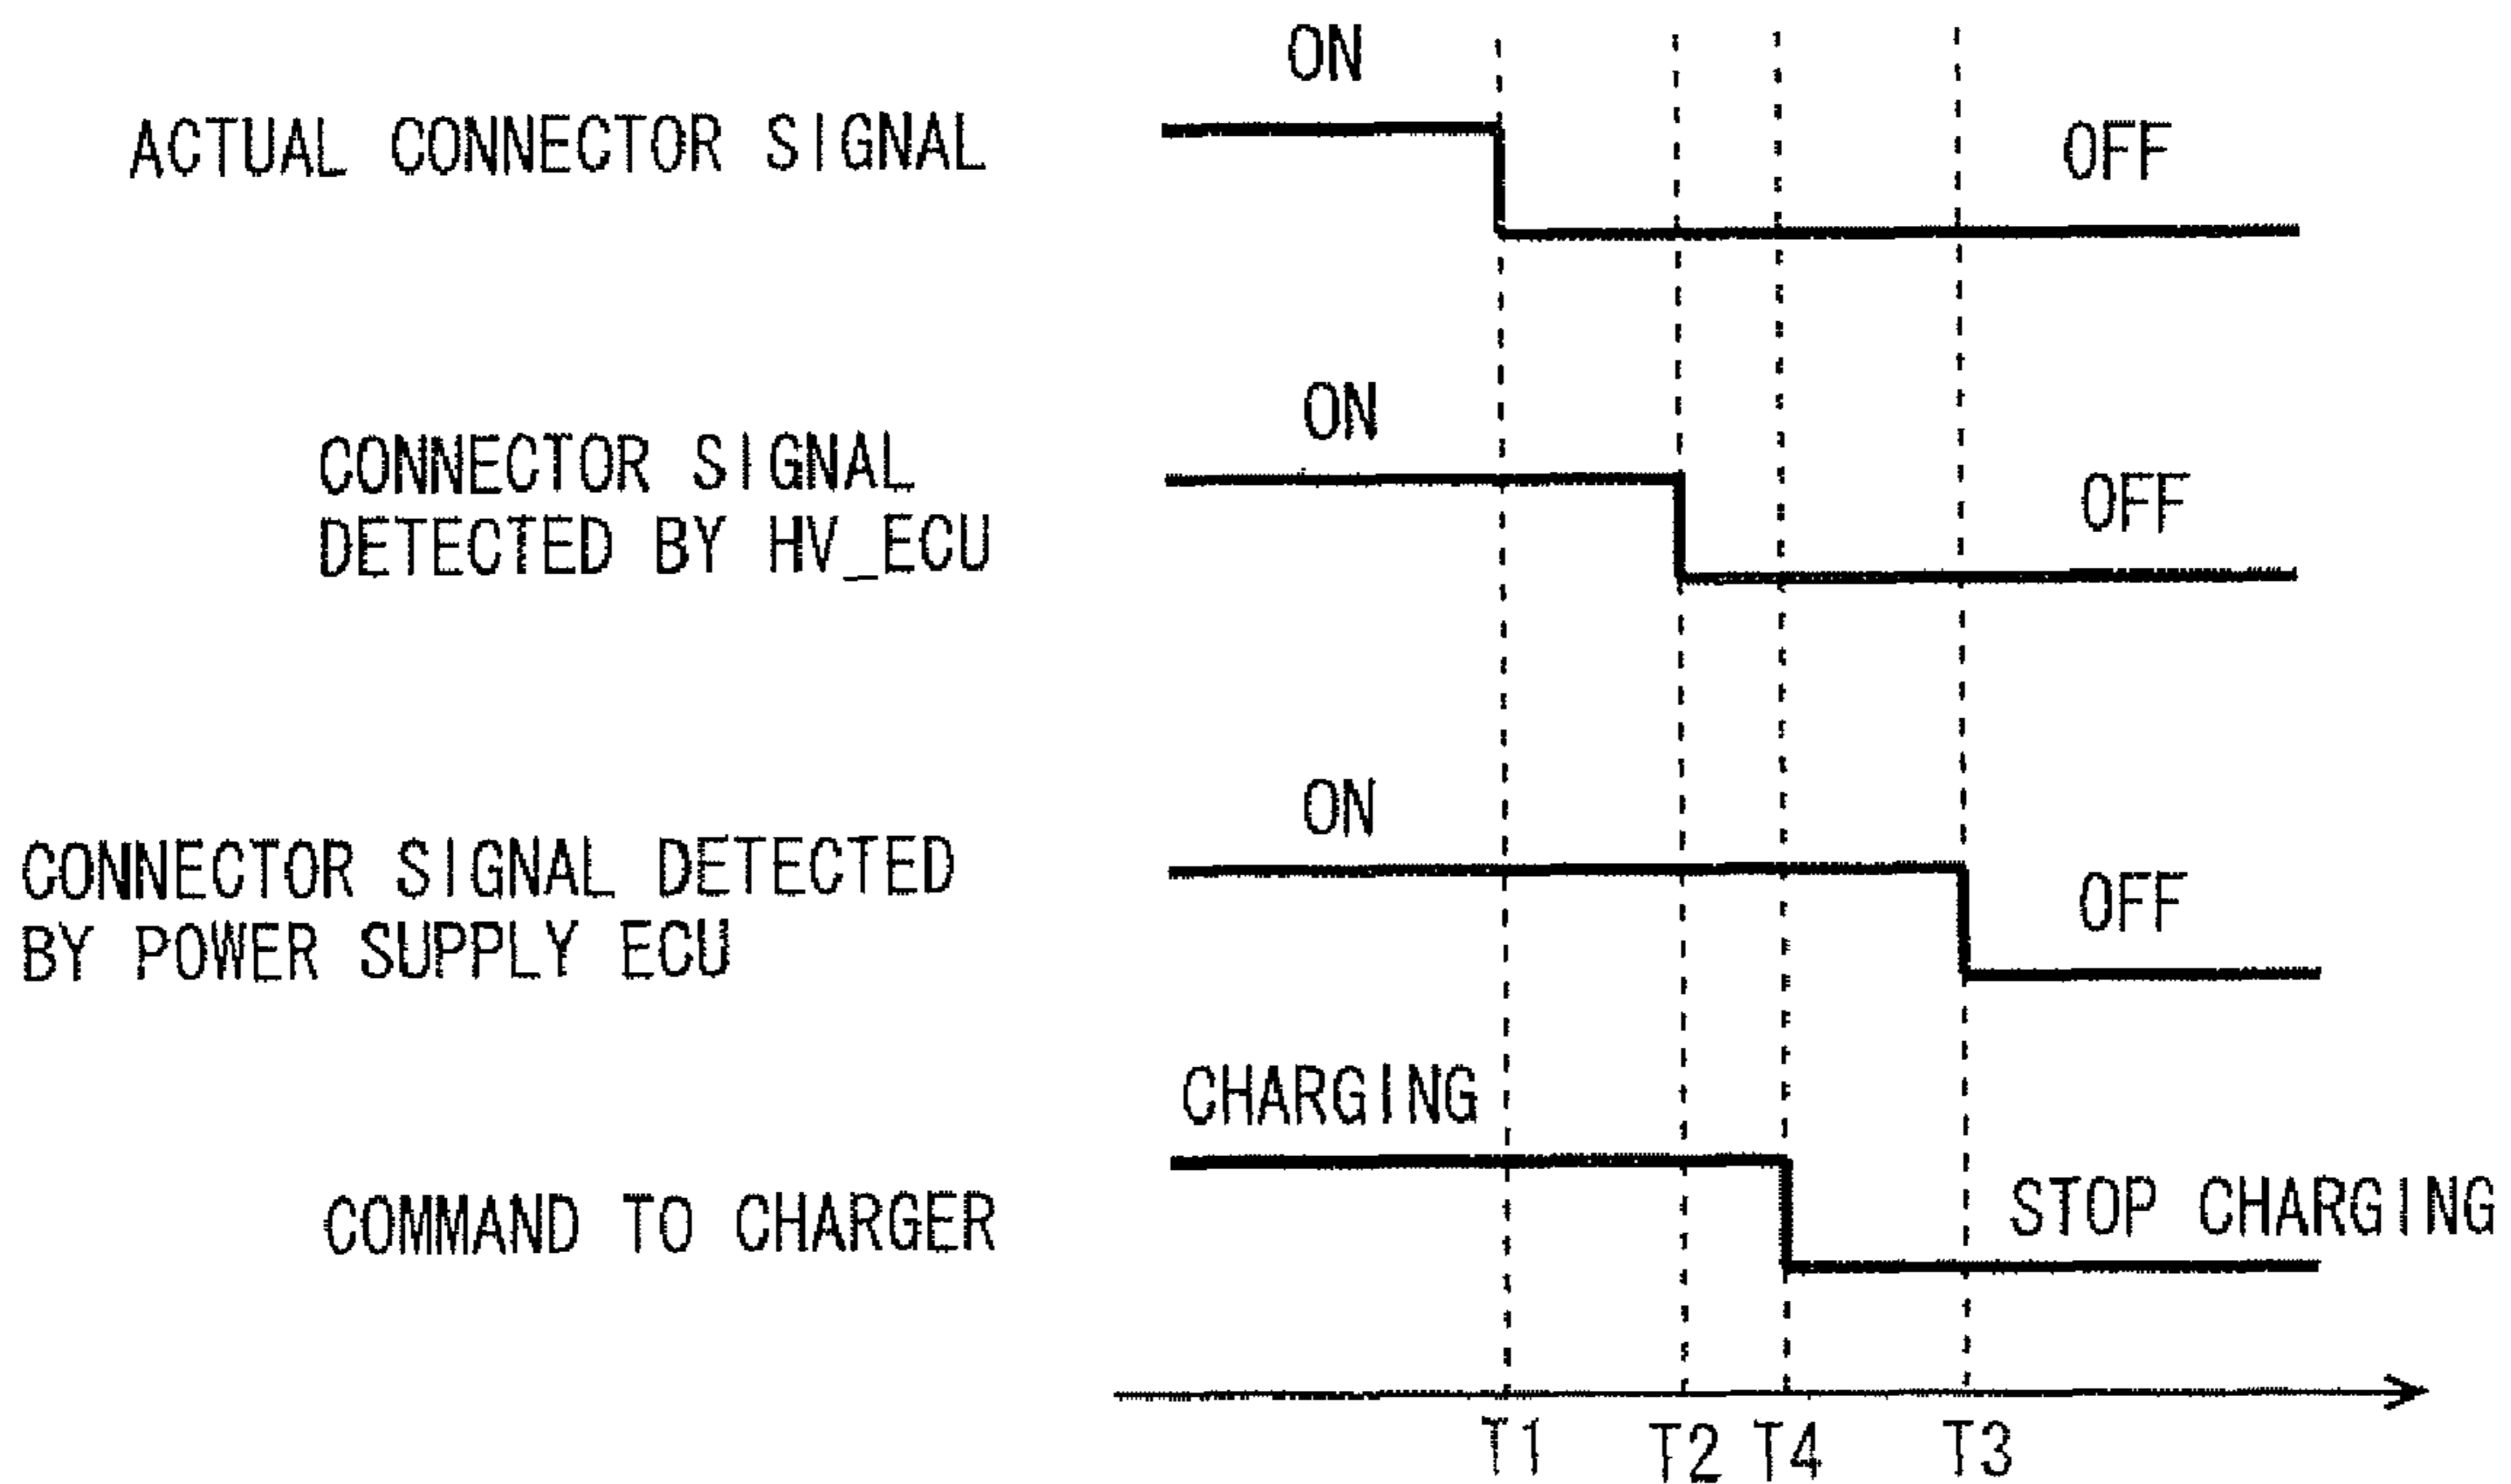 ON
ACTUAL CONNECTOR SIGNAL
OFF
ON
CONNECTOR SIGNAL
DETECTED BY HV_ECU
OFF
ON
CONNECTOR SIGNAL DETECTED
BY POWER SUPPLY ECU
OFF
CHARGING
COMMAND TO CHARGER
STOP CHARGING
T1 T2 T4 T3